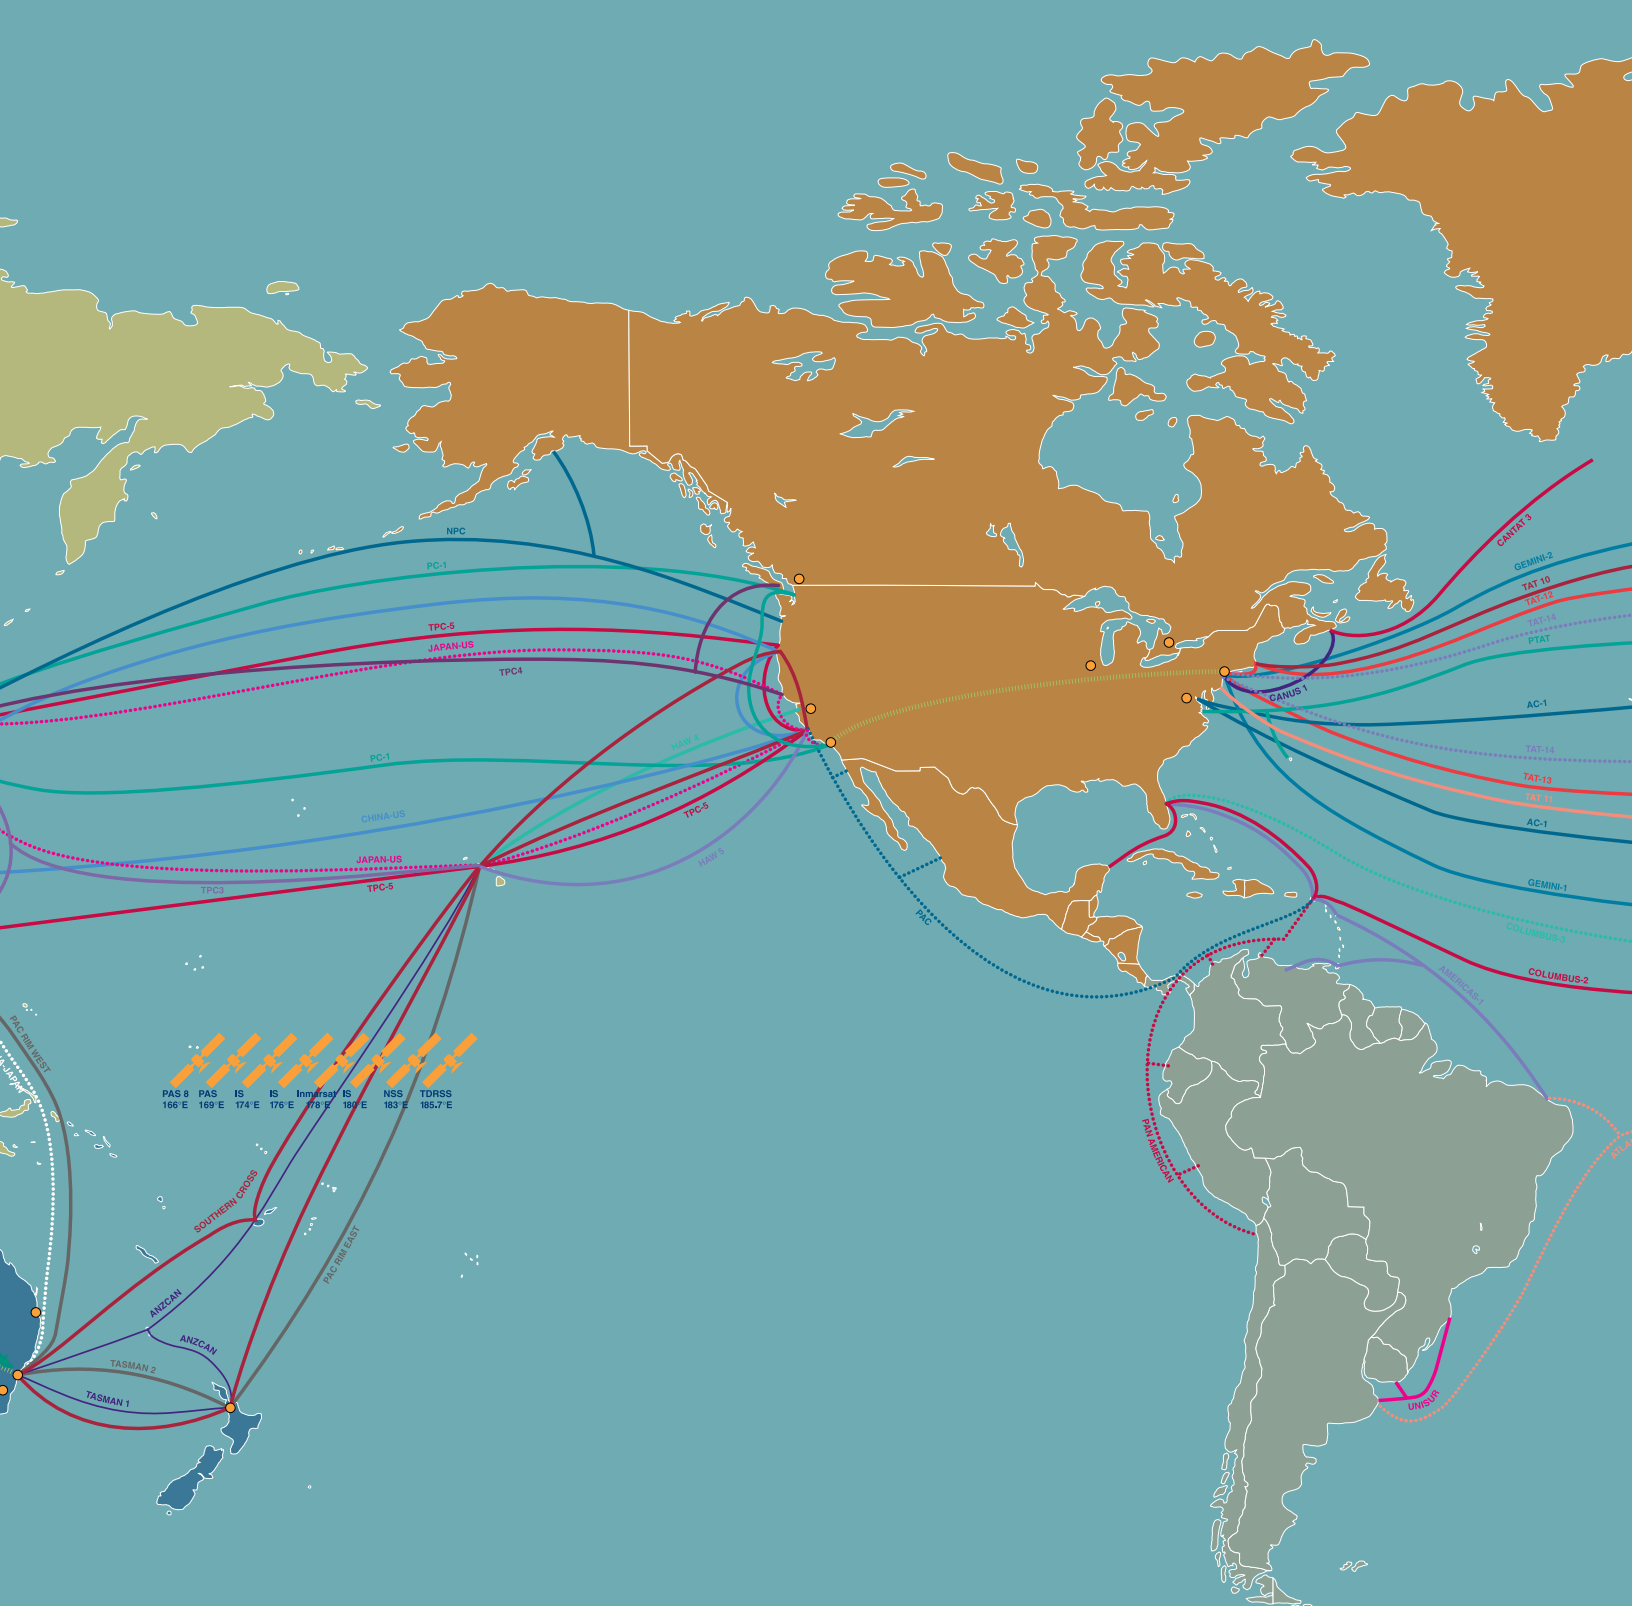 CANTAT 3
NPC
GEMINI-2
PC-1
TAT 10
TAT-12
TAT-14
TPC-5
PTAT
JAPAN-US
TPC4
CANUS 1
AC-1
HAW 4
TAT-14
PC-1
TAT-13
TAT 11
TPC-5
CHINA-US
AC-1
HAW 5
JAPAN-US
TPC3
TPC-5
GEMINI-1
PAC
COLUMBUS-3
COLUMBUS-2
AMERICAS-1
PAC RIM WEST
-JAPAN
PAS 8 PAS IS IS Inmarsat IS NSS TDRSS
166°E 169°E 174°E 176°E 178°E 180°E 183°E 185.7°E
PAN AMERICAN
SOUTHERN CROSS
PAC RIM EAST
ANZCAN
ANZCAN
TASMAN 2
TASMAN 1
UNISUR